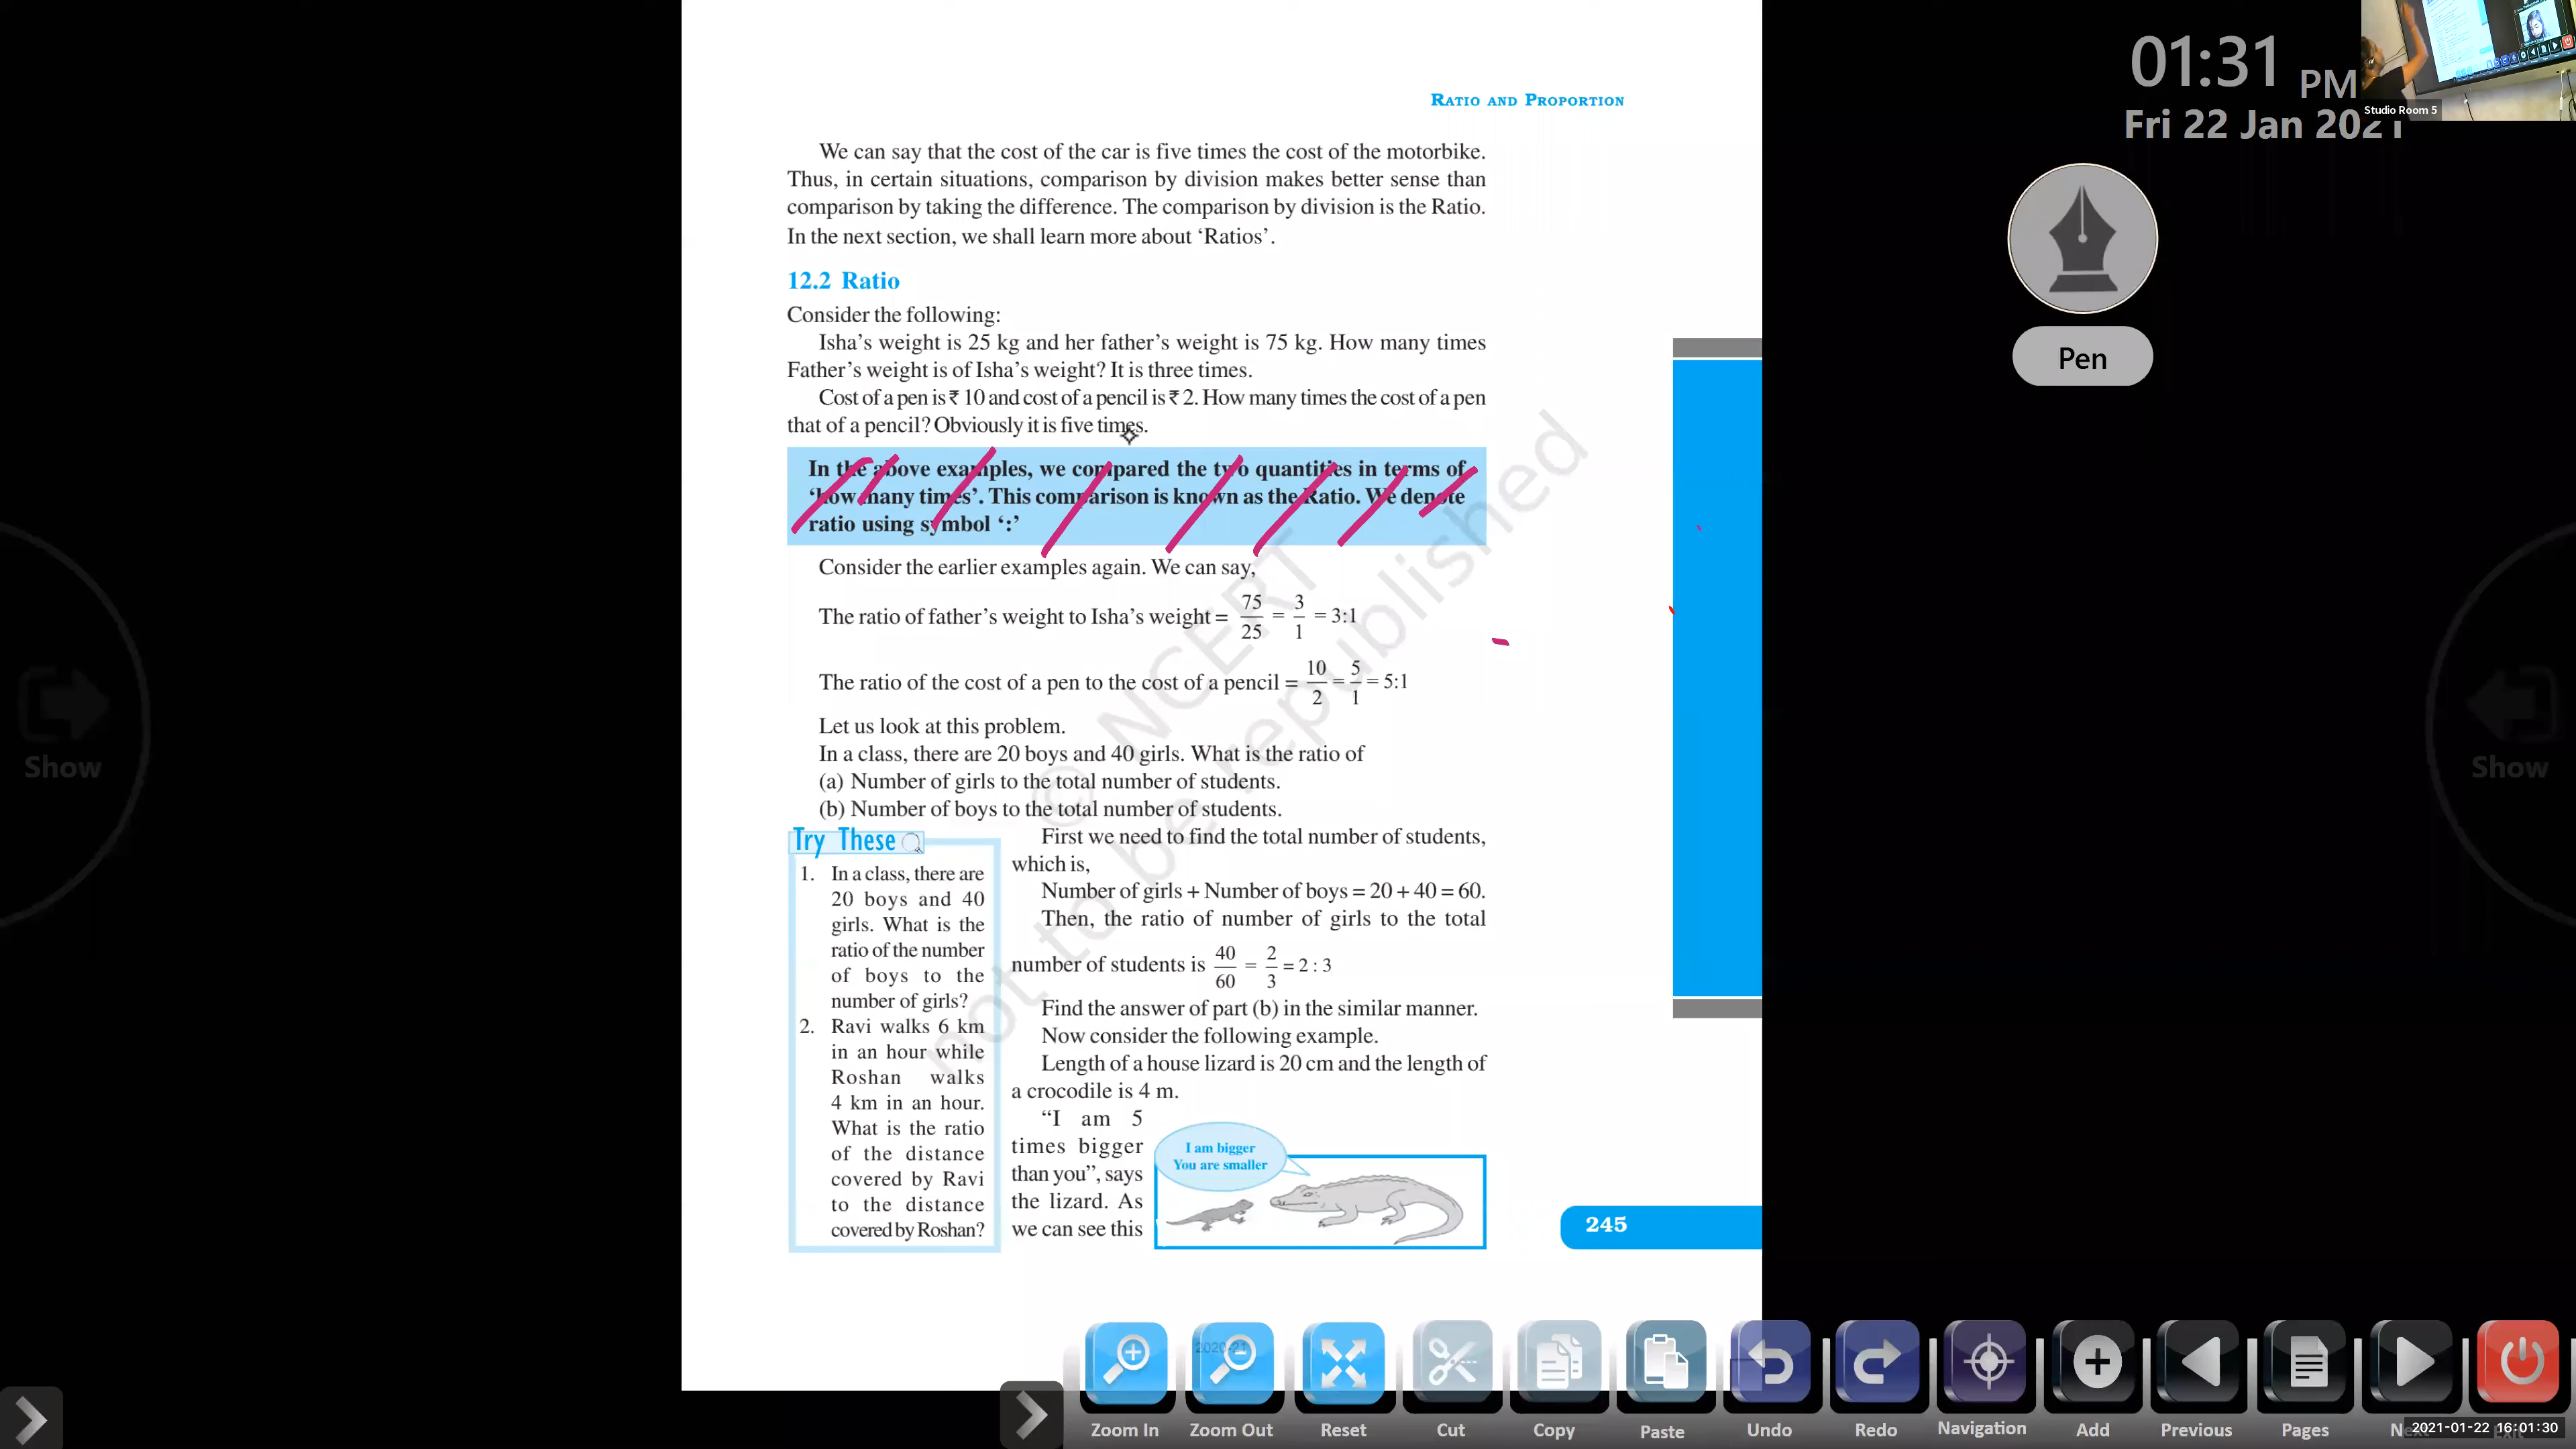 RATIO AND PROPORTION
We can say that the cost of the car is five times the cost of the motorbike.
Thus, in certain situations, comparison by division makes better sense than
comparison by taking the difference. The comparison by division is the Ratio.
In the next section, we shall learn more about ‘Ratios’.
12.2 Ratio
Consider the following:
Isha’s weight is 25 kg and her father’s weight is 75 kg. How many times
Father’s weight is of Isha’s weight? It is three times.
Cost of a pen is ₹ 10 and cost of a pencil is ₹ 2. How many times the cost of a pen
that of a pencil? Obviously it is five times.
In the above examples, we compared the two quantities in terms of
‘how many times’. This comparison is known as the Ratio. We denote
ratio using symbol ‘:’
Consider the earlier examples again. We can say,
The ratio of father’s weight to Isha’s weight = 75/25 = 3/1 = 3:1
The ratio of the cost of a pen to the cost of a pencil = 10/2 = 5/1 = 5:1
Let us look at this problem.
In a class, there are 20 boys and 40 girls. What is the ratio of
(a) Number of girls to the total number of students.
(b) Number of boys to the total number of students.
Try These
1. In a class, there are
20 boys and 40
girls. What is the
ratio of the number
of boys to the
number of girls?
2. Ravi walks 6 km
in an hour while
Roshan walks
4 km in an hour.
What is the ratio
of the distance
covered by Ravi
to the distance
covered by Roshan?
First we need to find the total number of students,
which is,
Number of girls + Number of boys = 20 + 40 = 60.
Then, the ratio of number of girls to the total
number of students is 40/60 = 2/3 = 2 : 3
Find the answer of part (b) in the similar manner.
Now consider the following example.
Length of a house lizard is 20 cm and the length of
a crocodile is 4 m.
“I am 5
times bigger
than you”, says
the lizard. As
we can see this
I am bigger
You are smaller
245
© NCERT
not to be republished
2020-21
01:31 PM
Fri 22 Jan 2021
Studio Room 5
Pen
Show
Show
Zoom In
Zoom Out
Reset
Cut
Copy
Paste
Undo
Redo
Navigation
Add
Previous
Pages
2021-01-22 16:01:30